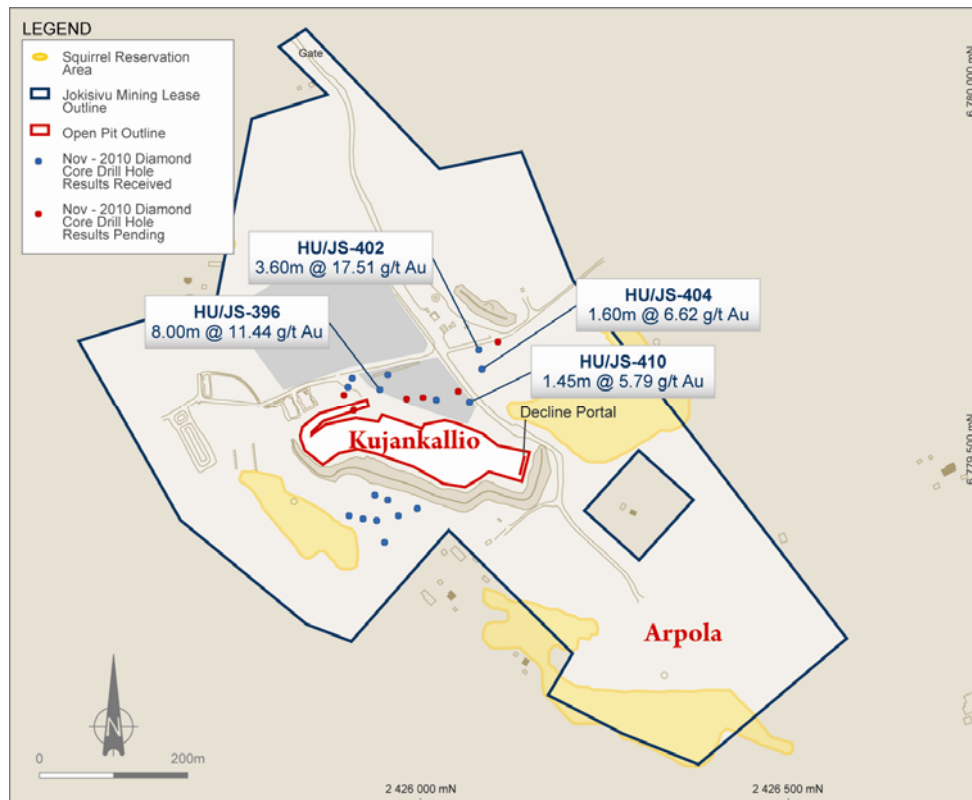 LEGEND
Squirrel Reservation
Area
Jokisivu Mining Lease
Outline
Open Pit Outline
Nov - 2010 Diamond
Core Drill Hole
Results Received
Nov - 2010 Diamond
Core Drill Hole
Results Pending
Gate
6 780 000 mN
HU/JS-402
3.60m @ 17.51 g/t Au
HU/JS-404
1.60m @ 6.62 g/t Au
HU/JS-396
8.00m @ 11.44 g/t Au
HU/JS-410
1.45m @ 5.79 g/t Au
Decline Portal
Kujankallio
6 779 500 mN
Arpola
N
0
200m
2 426 000 mN
2 426 500 mN